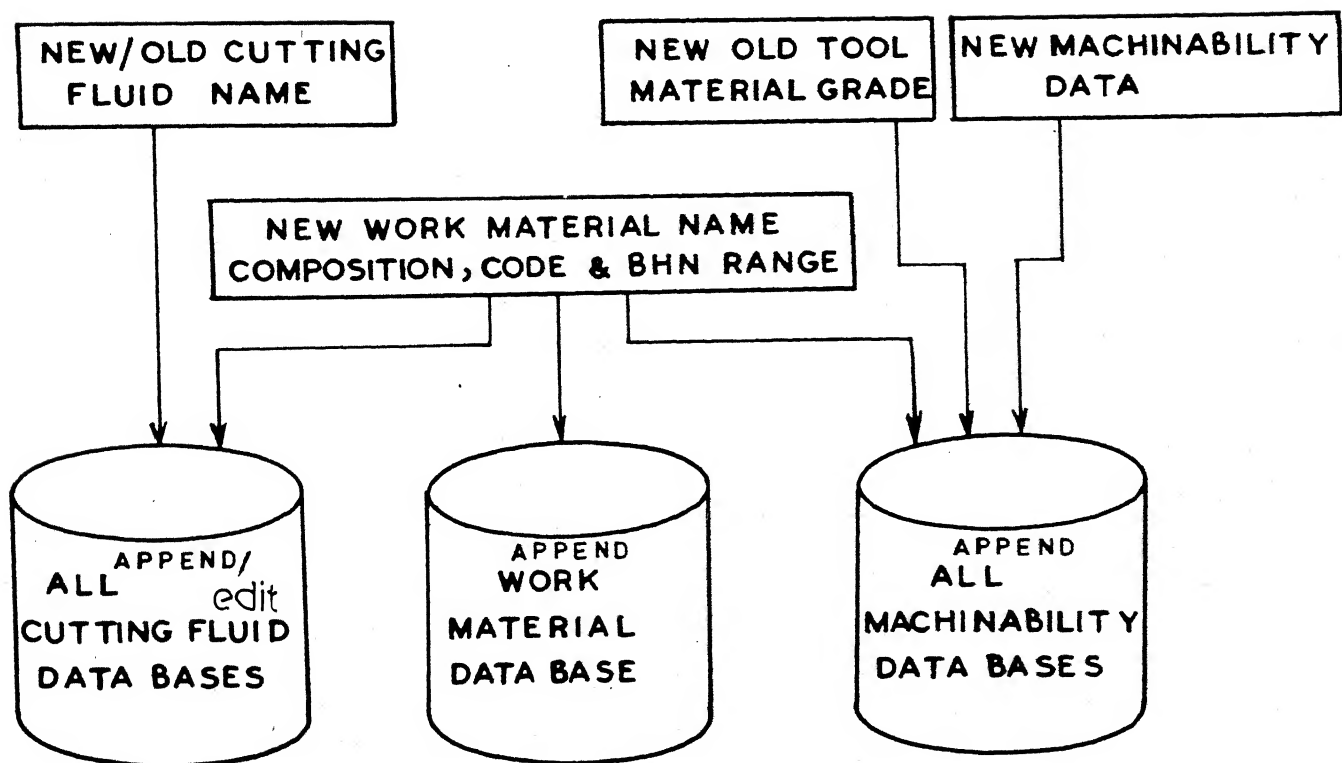 NEW/OLD CUTTING
FLUID NAME
NEW OLD TOOL
MATERIAL GRADE
NEW MACHINABILITY
DATA
NEW WORK MATERIAL NAME
COMPOSITION, CODE & BHN RANGE
APPEND/
ALL edit
CUTTING FLUID
DATA BASES
APPEND
WORK
MATERIAL
DATA BASE
APPEND
ALL
MACHINABILITY
DATA BASES